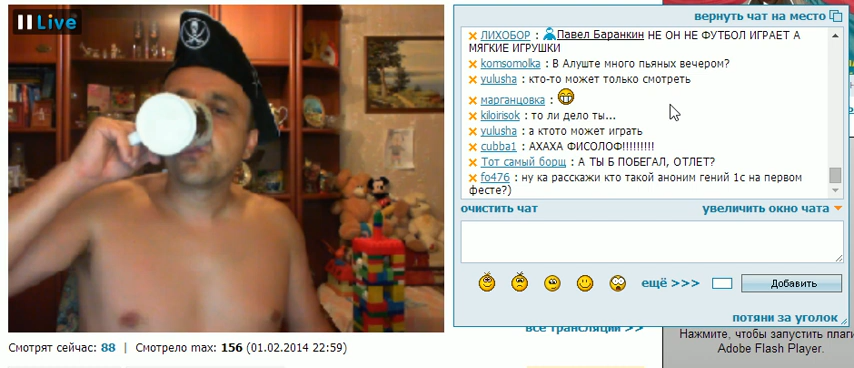 Live
вернуть чат на место
ЛИХОБОР : Павел Баранкин НЕ ОН НЕ ФУТБОЛ ИГРАЕТ А
МЯГКИЕ ИГРУШКИ
komsomolka : В Алуште много пьяных вечером?
yulusha : кто-то может только смотреть
марганцовка :
kiloirisok : то ли дело ты...
yulusha : а ктото может играть
cubba1 : АХАХА ФИСОЛОФ!!!!!!!!!
Тот самый борщ : А ТЫ Б ПОБЕГАЛ, ОТЛЕТ?
fo476 : ну ка расскажи кто такой аноним гений 1с на первом
фесте?)
очистить чат
увеличить окно чата
ещё >>>
Добавить
потяни за уголок
все трансляции >>
Смотрят сейчас: 88 | Смотрело max: 156 (01.02.2014 22:59)
Нажмите, чтобы запустить плаги
Adobe Flash Player.